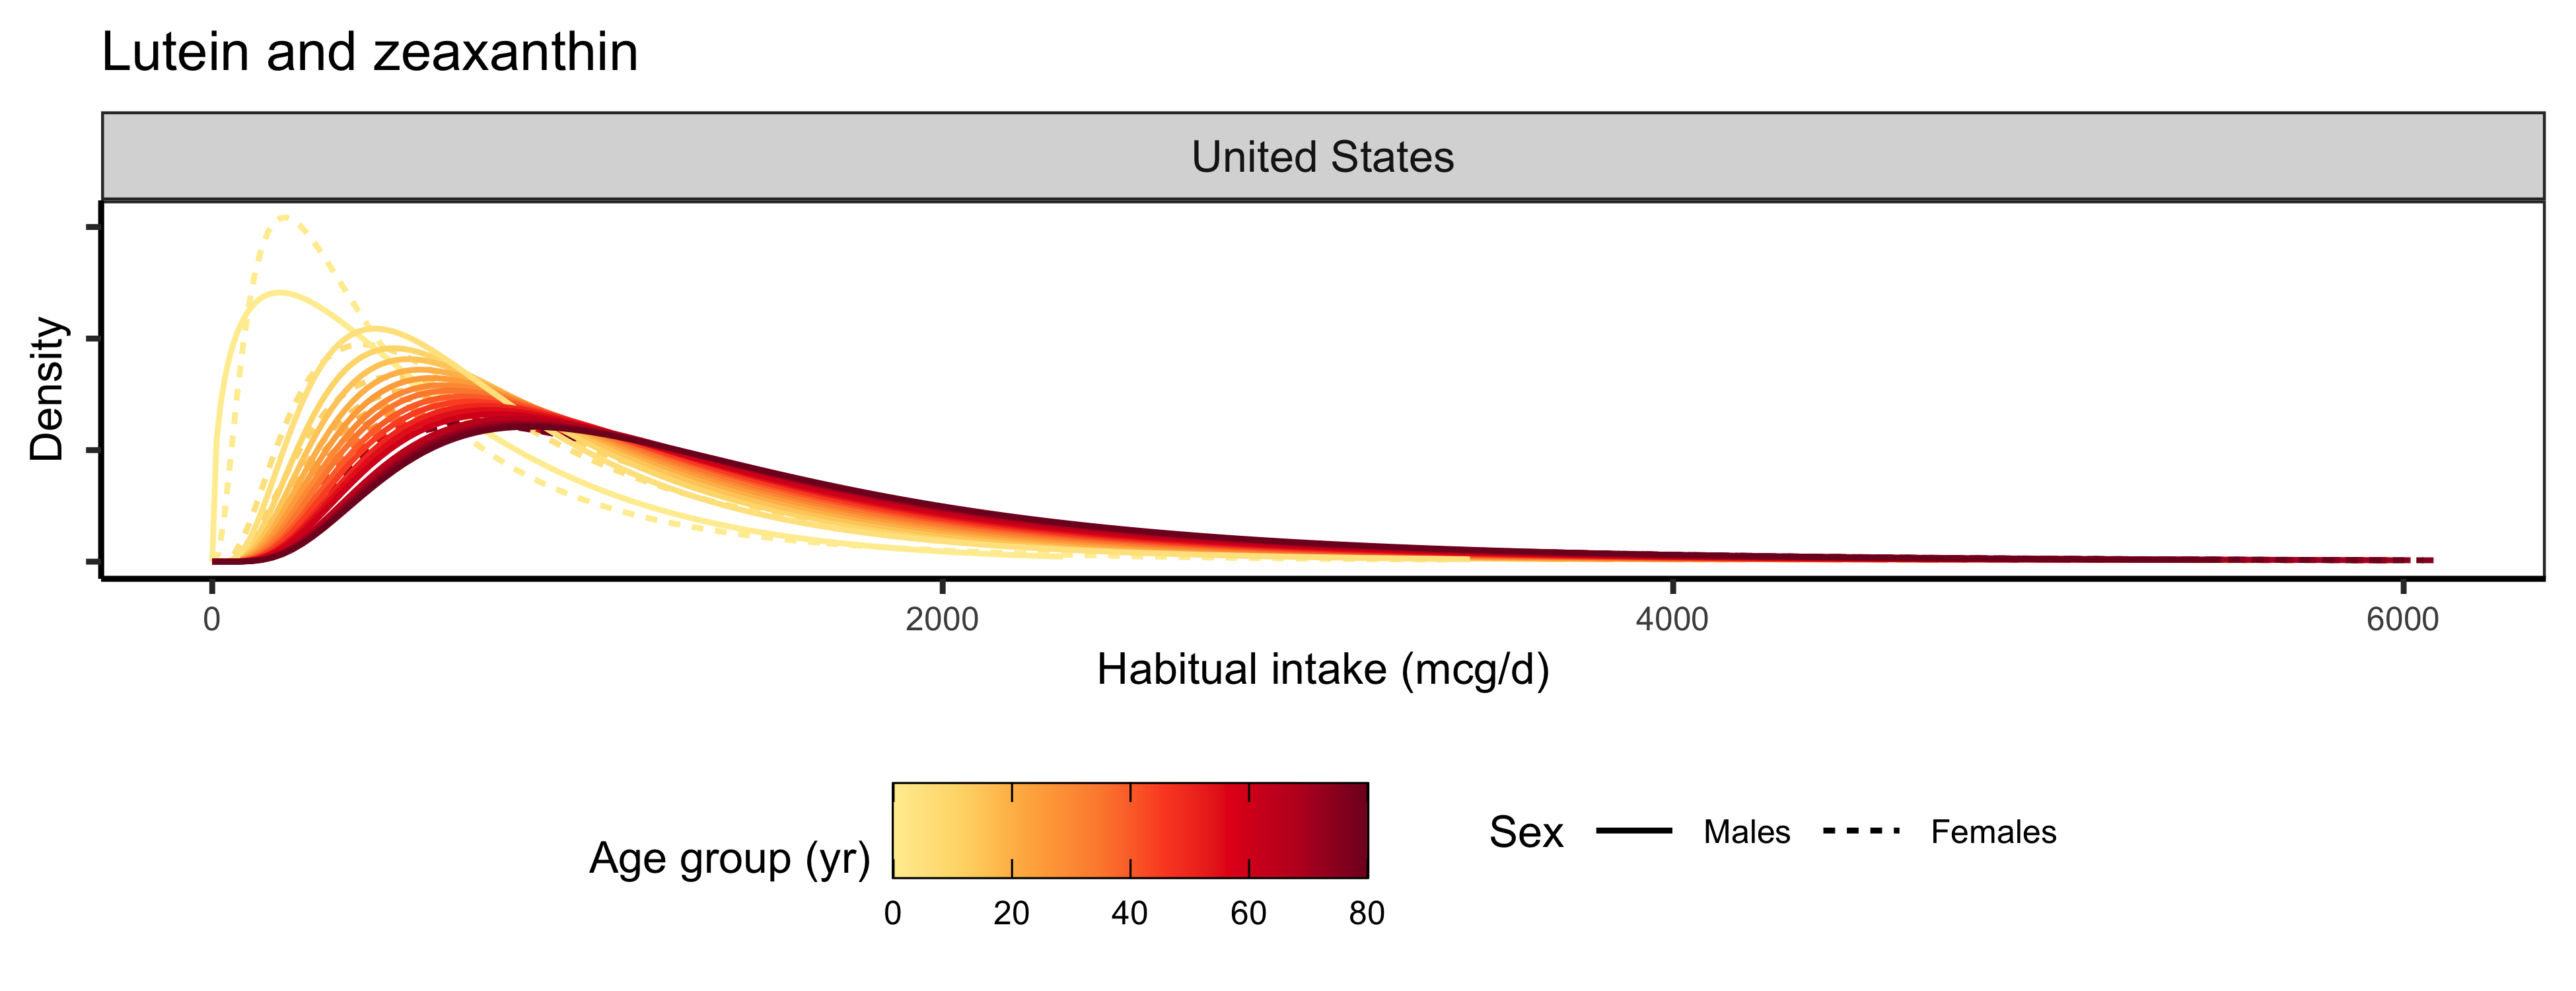 Lutein and zeaxanthin
United States
Density
0 2000 4000 6000
Habitual intake (mcg/d)
Age group (yr)
0 20 40 60 80
Sex Males Females